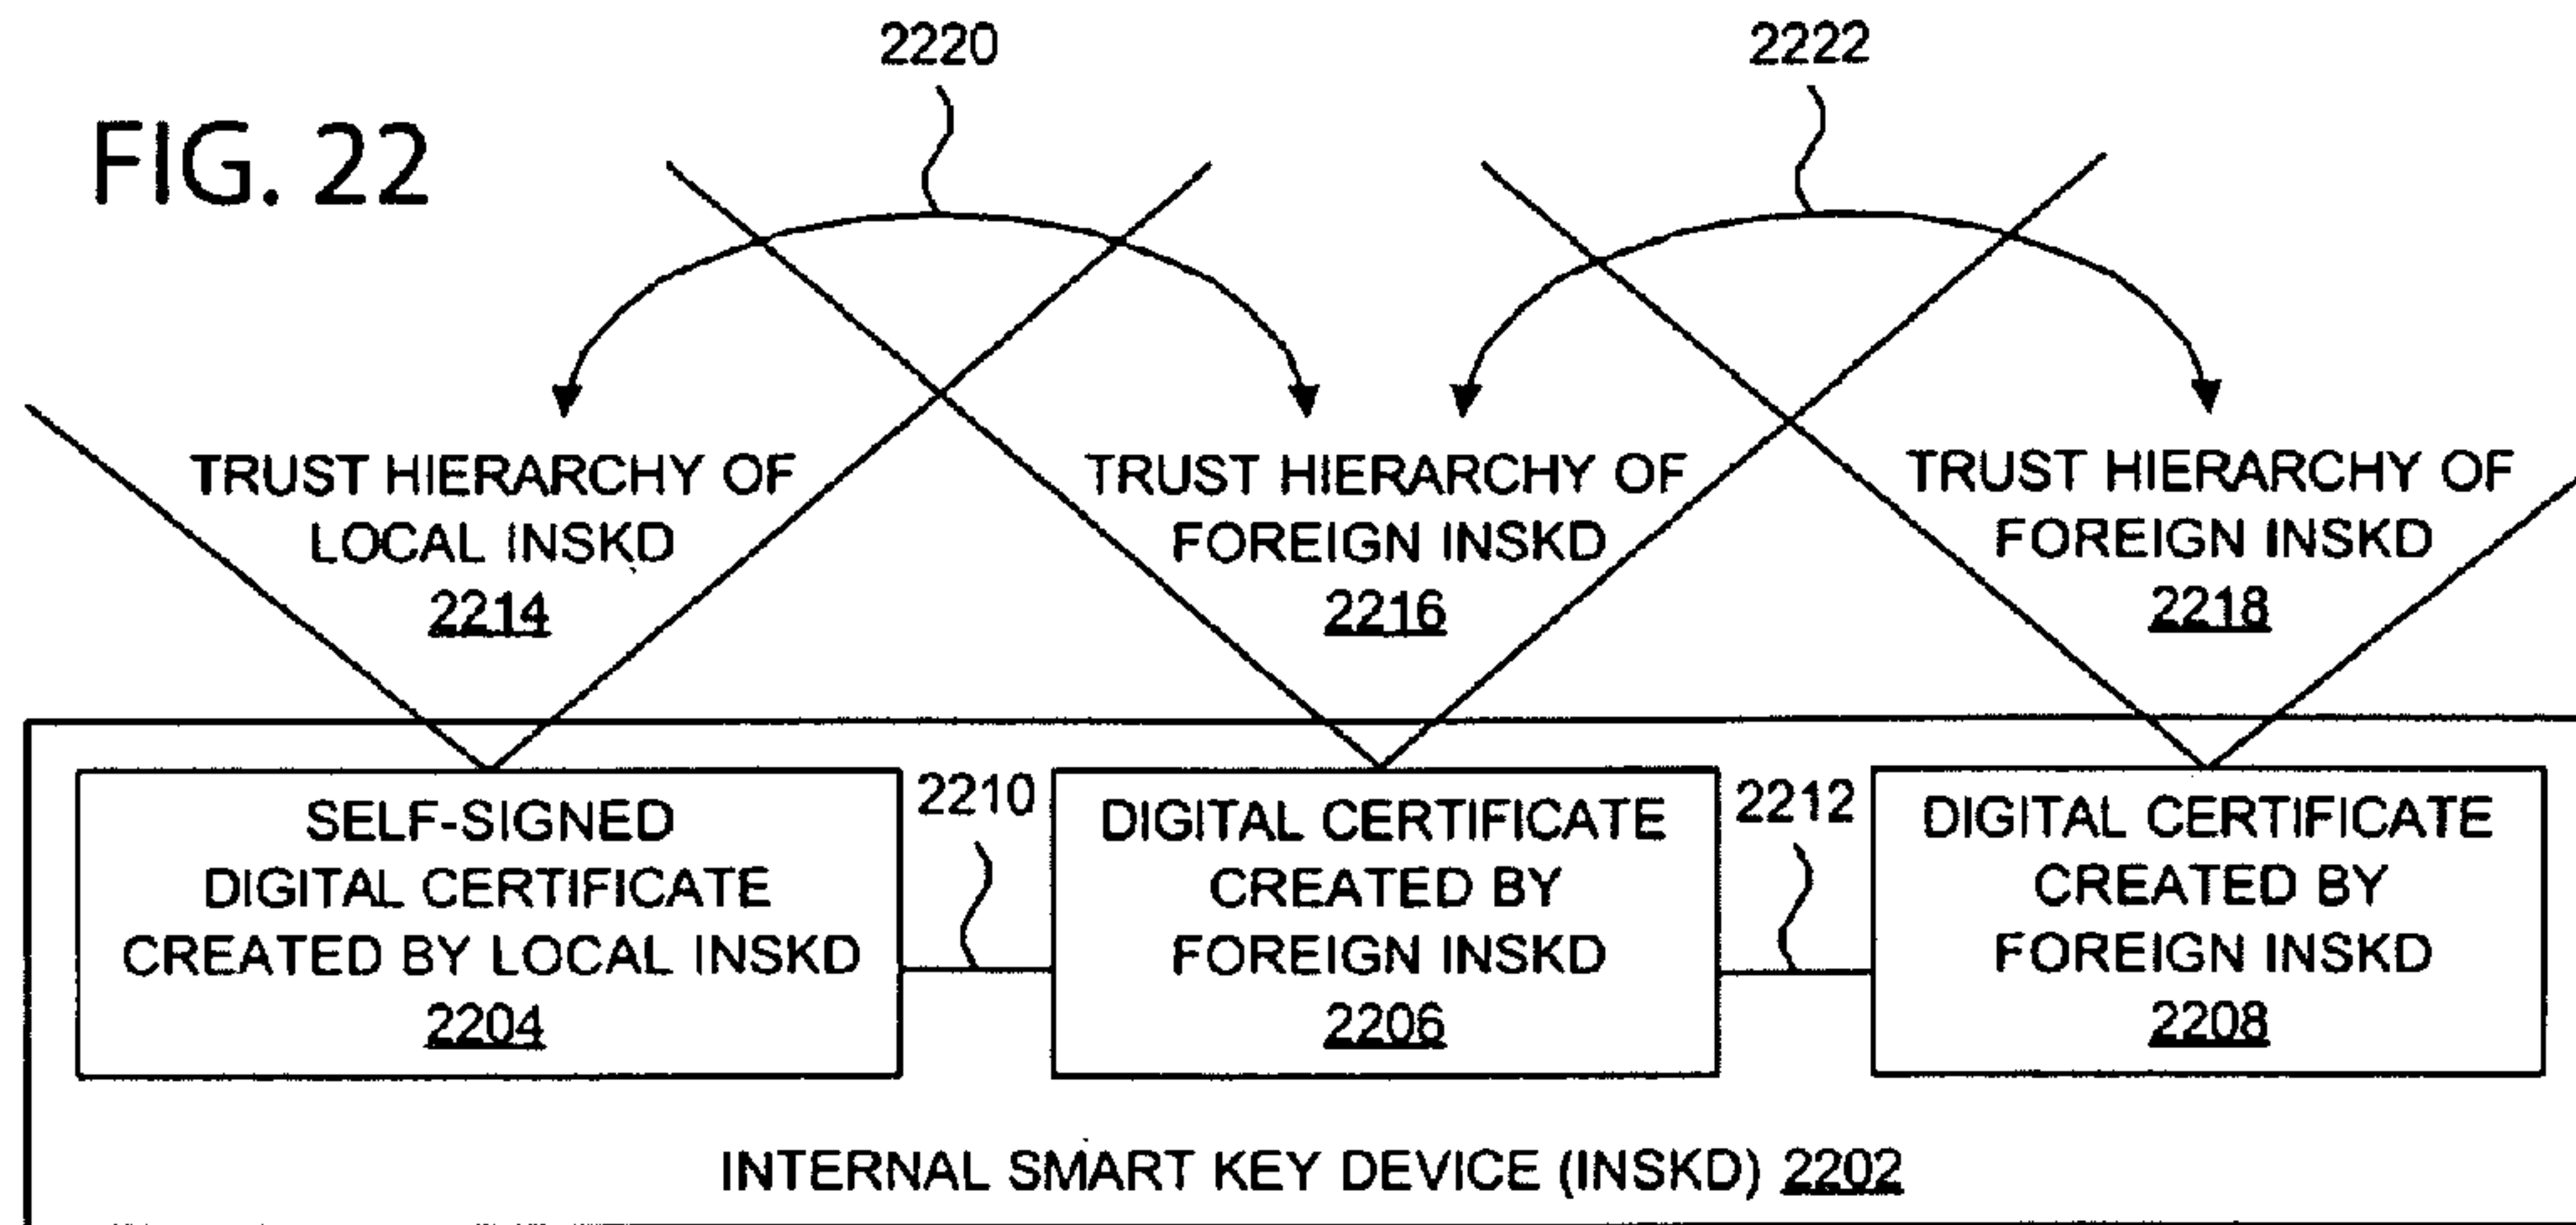 2220
2222
FIG. 22
TRUST HIERARCHY OF
LOCAL INSKD
2214
TRUST HIERARCHY OF
FOREIGN INSKD
2216
TRUST HIERARCHY OF
FOREIGN INSKD
2218
SELF-SIGNED
DIGITAL CERTIFICATE
CREATED BY LOCAL INSKD
2204
2210
DIGITAL CERTIFICATE
CREATED BY
FOREIGN INSKD
2206
2212
DIGITAL CERTIFICATE
CREATED BY
FOREIGN INSKD
2208
INTERNAL SMART KEY DEVICE (INSKD) 2202